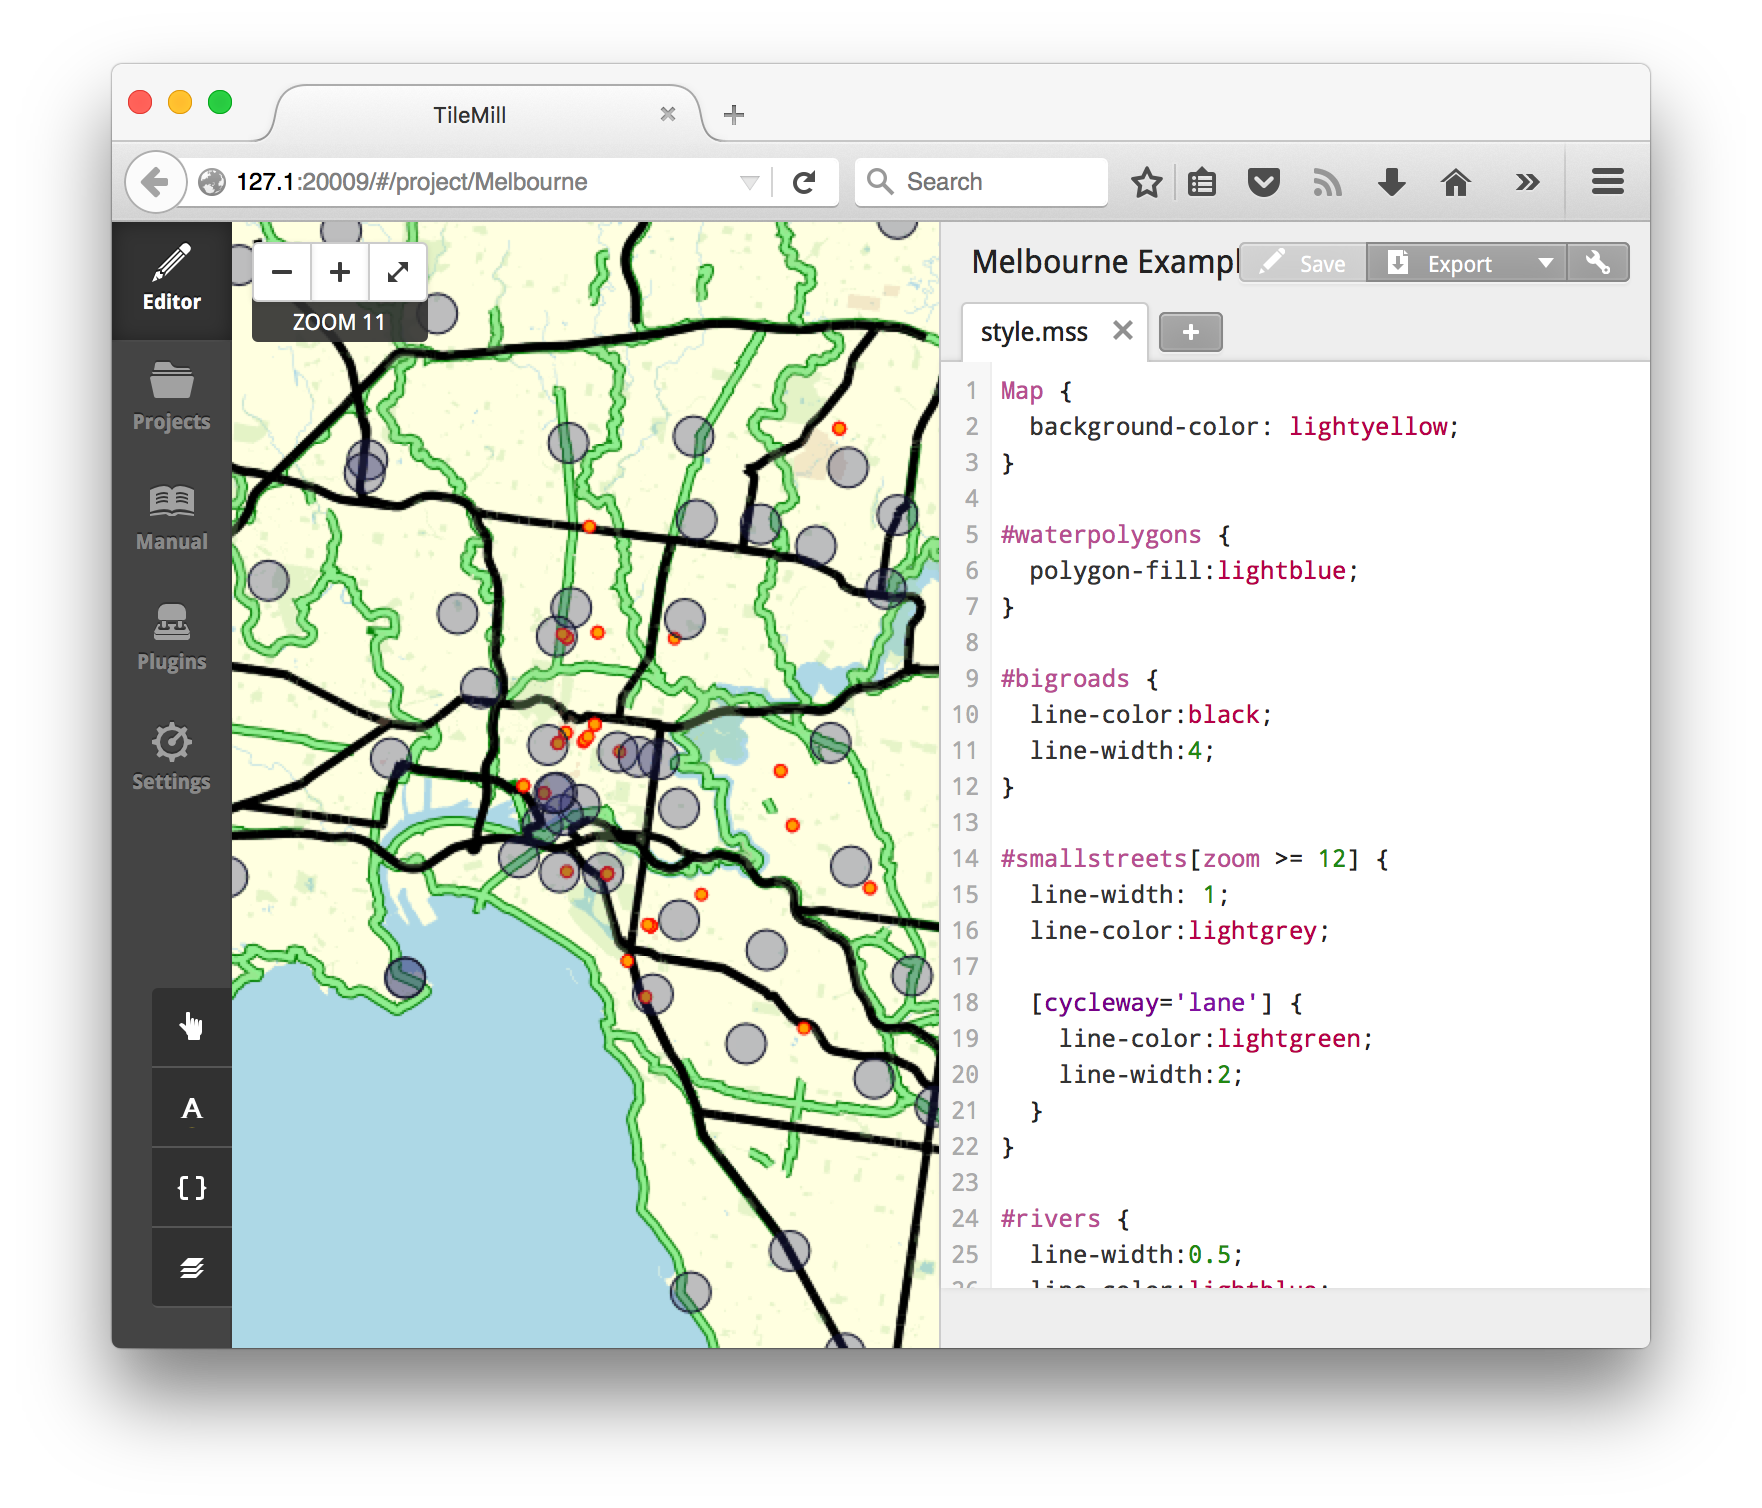 TileMill
127.1:20009/#/project/Melbourne
Search
Editor
Projects
Manual
Plugins
Settings
A
{}
ZOOM 11
Melbourne Exampl
Save
Export
style.mss
1 Map {
2 background-color: lightyellow;
3 }
4
5 #waterpolygons {
6 polygon-fill:lightblue;
7 }
8
9 #bigroads {
10 line-color:black;
11 line-width:4;
12 }
13
14 #smallstreets[zoom >= 12] {
15 line-width: 1;
16 line-color:lightgrey;
17
18 [cycleway='lane'] {
19 line-color:lightgreen;
20 line-width:2;
21 }
22 }
23
24 #rivers {
25 line-width:0.5;
26 line-color:lightblue;